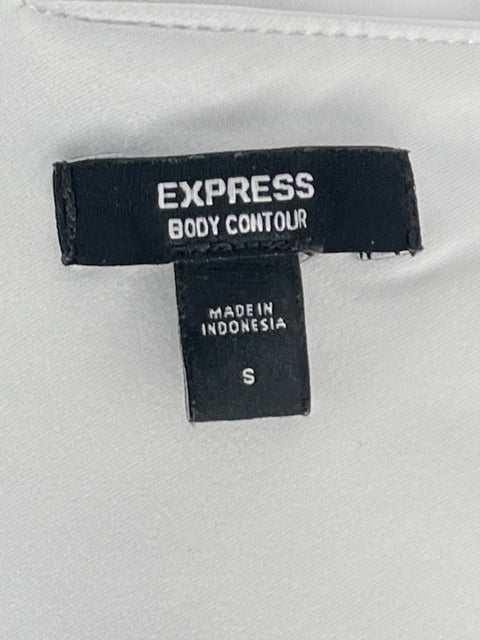 EXPRESS
BODY CONTOUR
MADE IN
INDONESIA
S